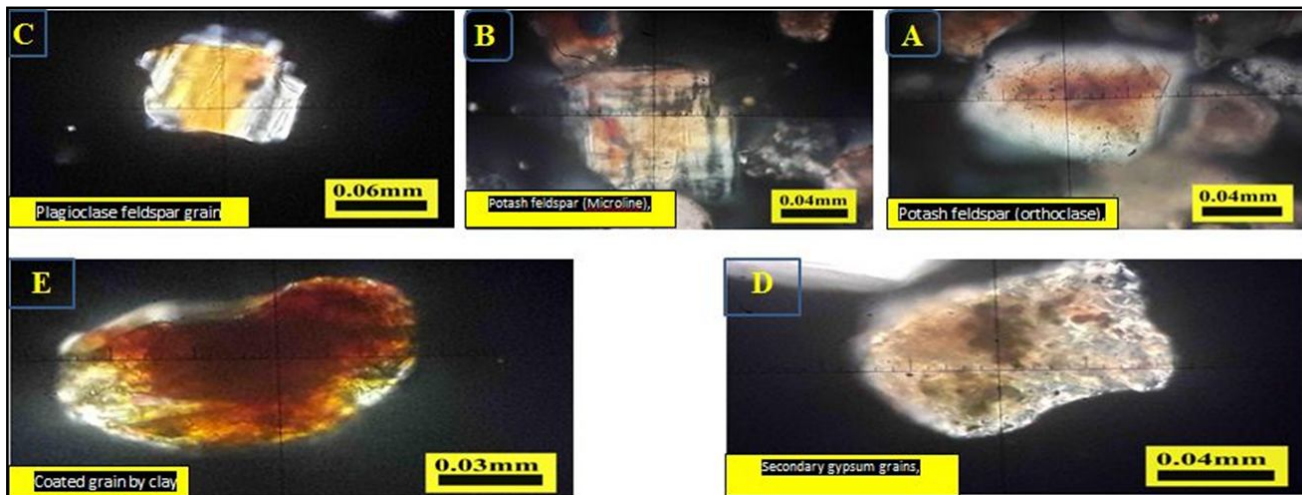 C
B
A
0.06mm
0.04mm
0.04mm
Plagioclase feldspar grain
Potash feldspar (Microline),
Potash feldspar (orthoclase),
E
D
0.03mm
0.04mm
Coated grain by clay
Secondary gypsum grains,